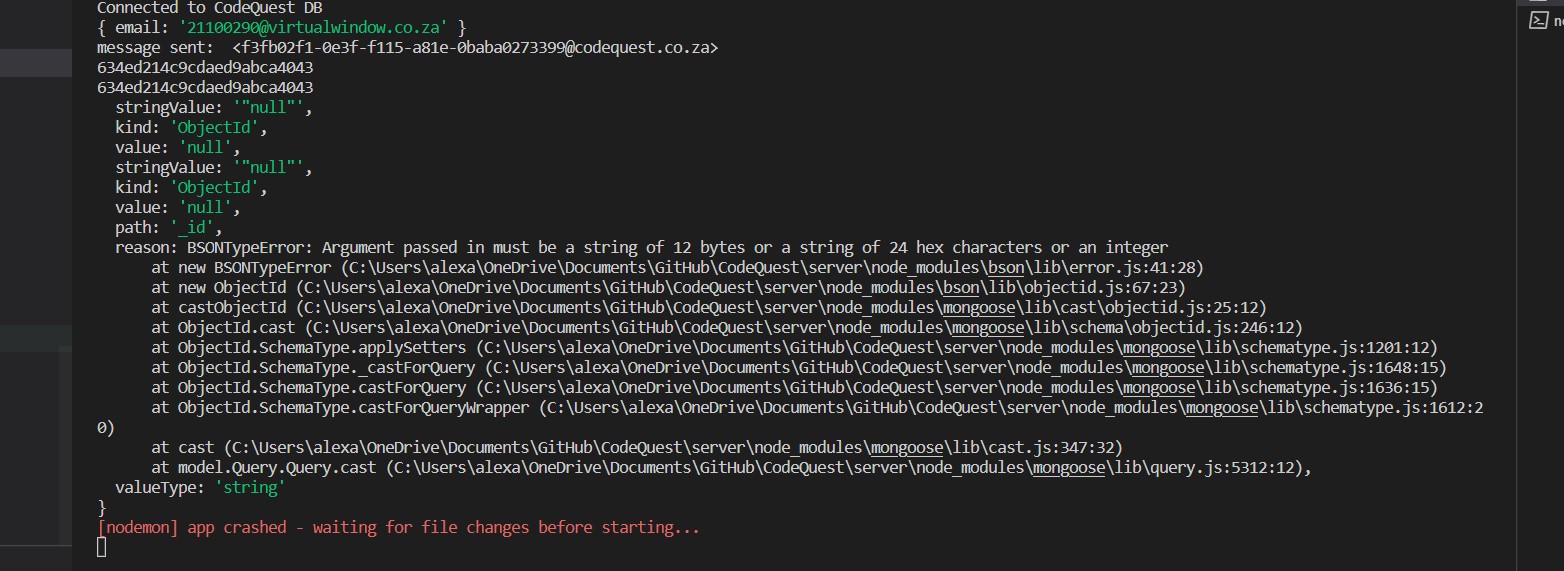 Connected to CodeQuest DB
{ email: '21100290@virtualwindow.co.za' }
message sent:  <f3fb02f1-0e3f-f115-a81e-0baba0273399@codequest.co.za>
634ed214c9cdaed9abca4043
634ed214c9cdaed9abca4043
  stringValue: '"null"',
  kind: 'ObjectId',
  value: 'null',
  stringValue: '"null"',
  kind: 'ObjectId',
  value: 'null',
  path: '_id',
  reason: BSONTypeError: Argument passed in must be a string of 12 bytes or a string of 24 hex characters or an integer
      at new BSONTypeError (C:\Users\alexa\OneDrive\Documents\GitHub\CodeQuest\server\node_modules\bson\lib\error.js:41:28)
      at new ObjectId (C:\Users\alexa\OneDrive\Documents\GitHub\CodeQuest\server\node_modules\bson\lib\objectid.js:67:23)
      at castObjectId (C:\Users\alexa\OneDrive\Documents\GitHub\CodeQuest\server\node_modules\mongoose\lib\cast\objectid.js:25:12)
      at ObjectId.cast (C:\Users\alexa\OneDrive\Documents\GitHub\CodeQuest\server\node_modules\mongoose\lib\schema\objectid.js:246:12)
      at ObjectId.SchemaType.applySetters (C:\Users\alexa\OneDrive\Documents\GitHub\CodeQuest\server\node_modules\mongoose\lib\schematype.js:1201:12)
      at ObjectId.SchemaType._castForQuery (C:\Users\alexa\OneDrive\Documents\GitHub\CodeQuest\server\node_modules\mongoose\lib\schematype.js:1648:15)
      at ObjectId.SchemaType.castForQuery (C:\Users\alexa\OneDrive\Documents\GitHub\CodeQuest\server\node_modules\mongoose\lib\schematype.js:1636:15)
      at ObjectId.SchemaType.castForQueryWrapper (C:\Users\alexa\OneDrive\Documents\GitHub\CodeQuest\server\node_modules\mongoose\lib\schematype.js:1612:2
0)
      at cast (C:\Users\alexa\OneDrive\Documents\GitHub\CodeQuest\server\node_modules\mongoose\lib\cast.js:347:32)
      at model.Query.Query.cast (C:\Users\alexa\OneDrive\Documents\GitHub\CodeQuest\server\node_modules\mongoose\lib\query.js:5312:12),
  valueType: 'string'
}
[nodemon] app crashed - waiting for file changes before starting...